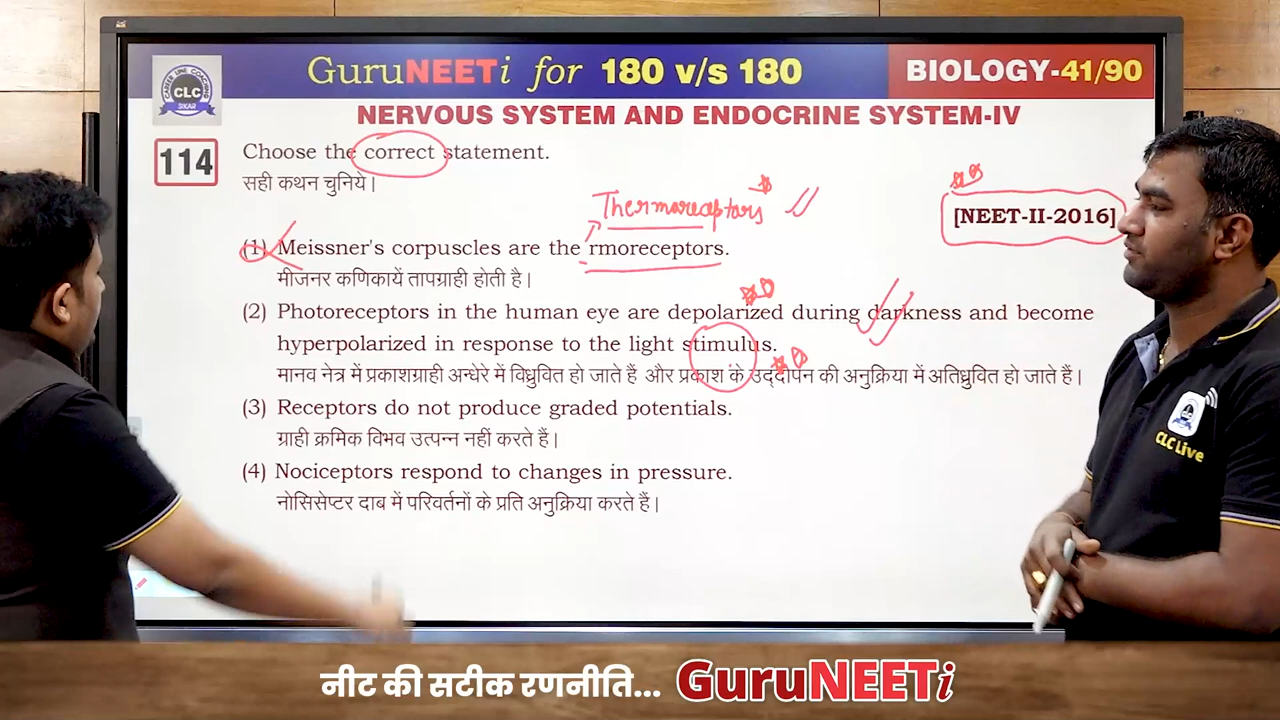 GuruNEETi for 180 v/s 180
BIOLOGY-41/90
CLC
SIKAR
NERVOUS SYSTEM AND ENDOCRINE SYSTEM-IV
114
Choose the correct statement.
सही कथन चुनिये।
Thermoreceptors
[NEET-II-2016]
(1) Meissner's corpuscles are the rmoreceptors.
मीजनर कणिकायें तापग्राही होती है।
(2) Photoreceptors in the human eye are depolarized during darkness and become
hyperpolarized in response to the light stimulus.
मानव नेत्र में प्रकाशग्राही अन्धेरे में विध्रुवित हो जाते हैं और प्रकाश के उद्दीपन की अनुक्रिया में अतिध्रुवित हो जाते हैं।
(3) Receptors do not produce graded potentials.
ग्राही क्रमिक विभव उत्पन्न नहीं करते हैं।
(4) Nociceptors respond to changes in pressure.
नोसिसेप्टर दाब में परिवर्तनों के प्रति अनुक्रिया करते हैं।
CLC Live
नीट की सटीक रणनीति... GuruNEETi